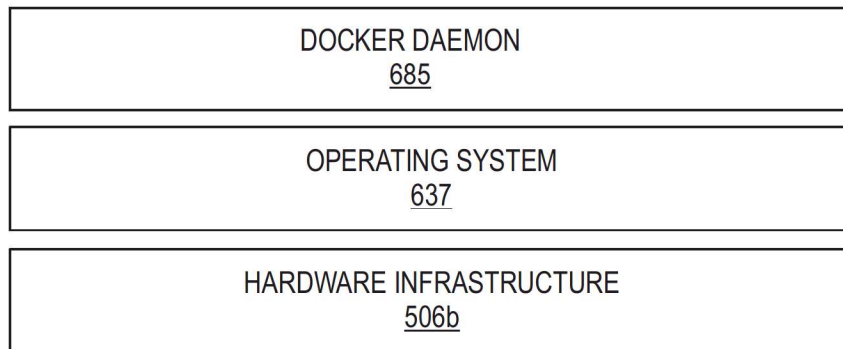 DOCKER DAEMON
685
OPERATING SYSTEM
637
HARDWARE INFRASTRUCTURE
506b